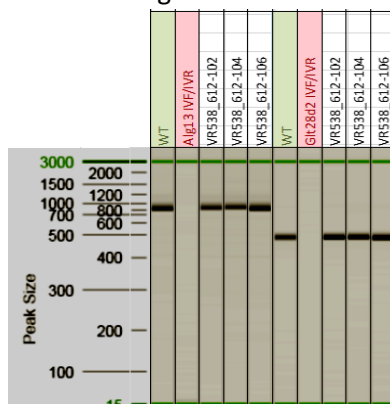 WT
Alg13 IVF/IVR
VR538_612-102
VR538_612-104
VR538_612-106
WT
Glt28d2 IVF/IVR
VR538_612-102
VR538_612-104
VR538_612-106
3000
2000
1500
1200
1000
800
700
600
500
400
300
200
100
15
Peak Size